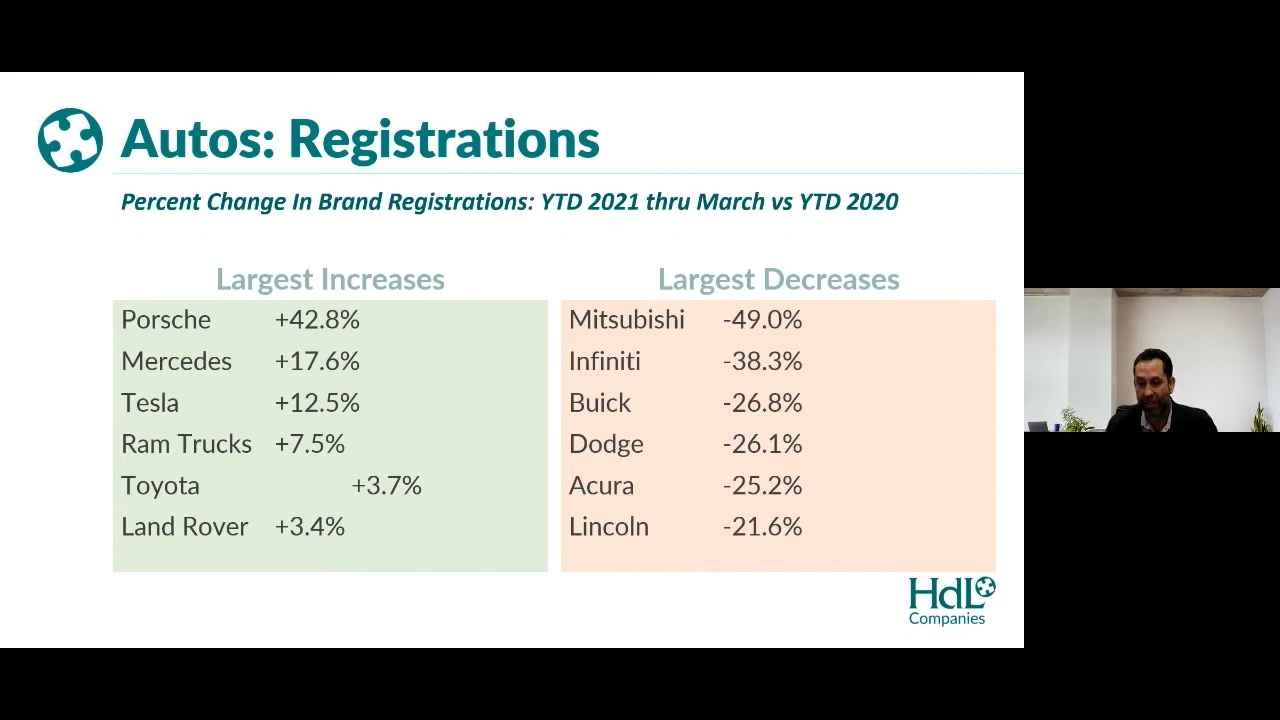 Autos: Registrations
Percent Change In Brand Registrations: YTD 2021 thru March vs YTD 2020
Largest Increases
Porsche +42.8%
Mercedes +17.6%
Tesla +12.5%
Ram Trucks +7.5%
Toyota +3.7%
Land Rover +3.4%
Largest Decreases
Mitsubishi -49.0%
Infiniti -38.3%
Buick -26.8%
Dodge -26.1%
Acura -25.2%
Lincoln -21.6%
HdL
Companies